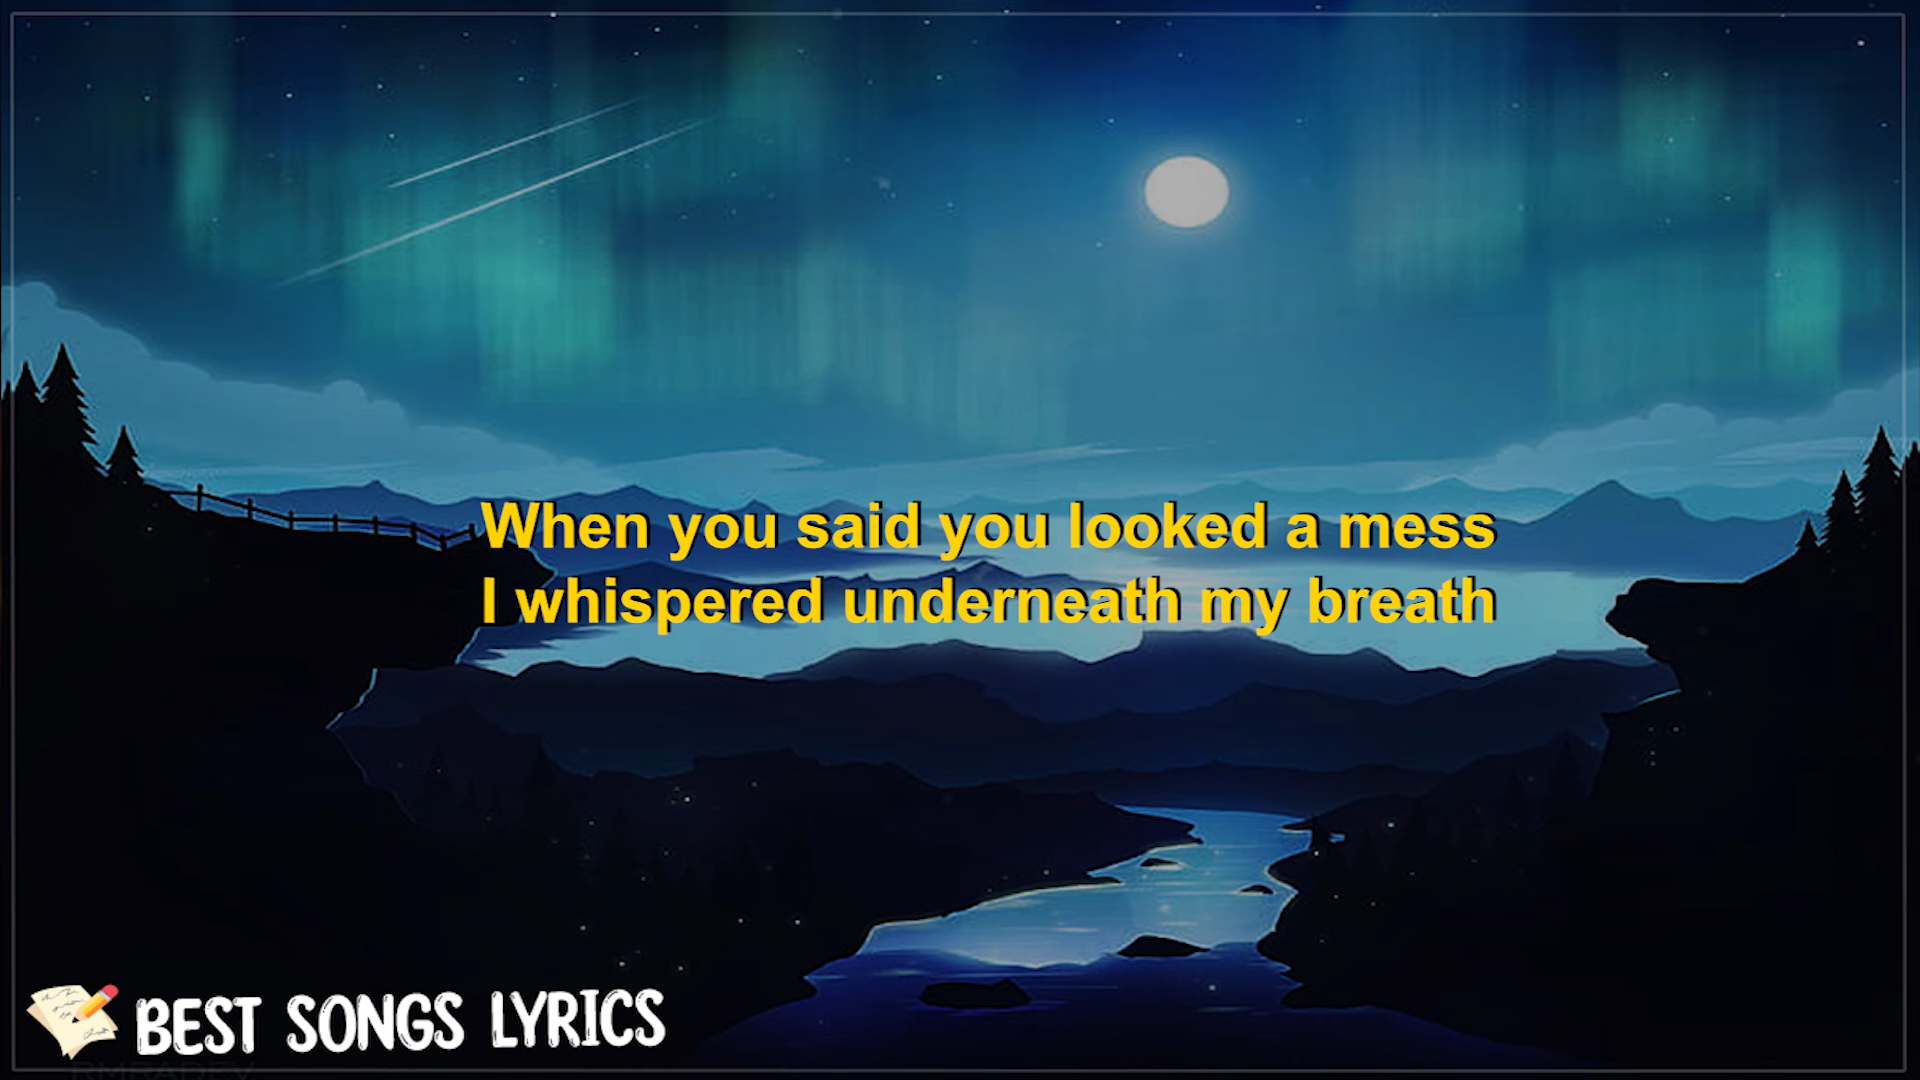 When you said you looked a mess
I whispered underneath my breath
BEST SONGS LYRICS